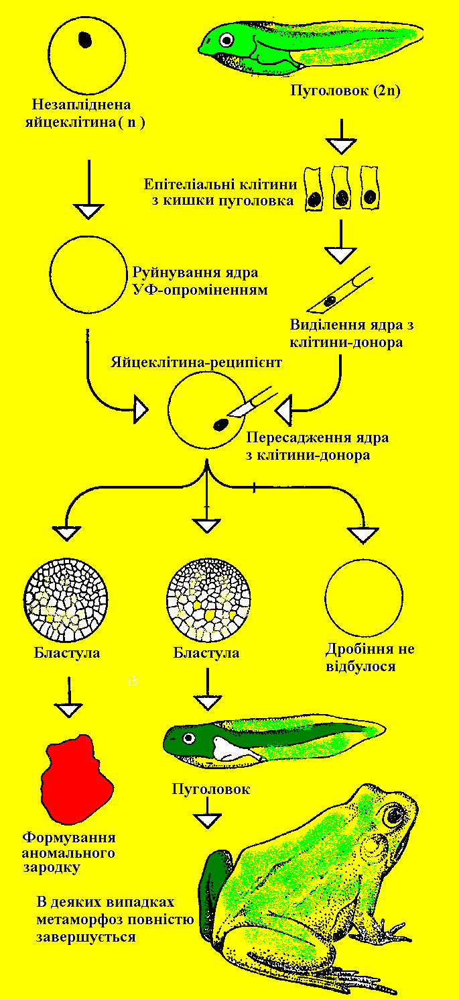 Незапліднена
яйцеклітина ( n )
Пуголовок (2n)
Епітеліальні клітини
з кишки пуголовка
Руйнування ядра
УФ-опроміненням
Виділення ядра з
клітини-донора
Яйцеклітина-реципієнт
Пересадження ядра
з клітини-донора
Бластула
Бластула
Дробіння не
відбулося
Пуголовок
Формування
аномального
зародку
В деяких випадках
метаморфоз повністю
завершується